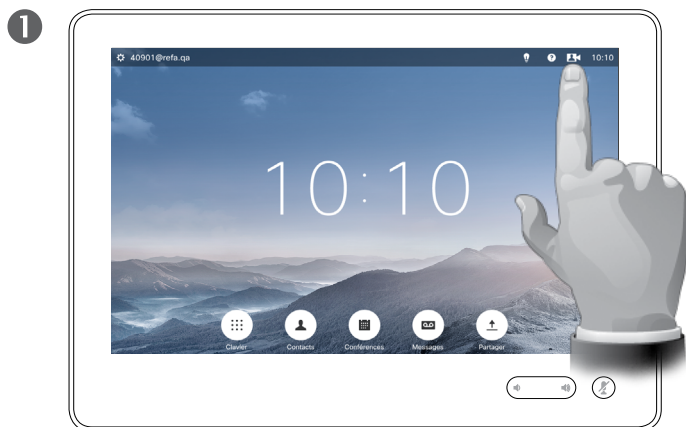 1
40901@refa.qa ? 10:10
10:10
Clavier Contacts Conférences Messages Partager